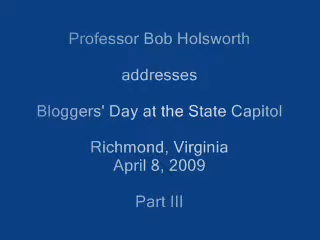 Professor Bob Holsworth
addresses
Bloggers' Day at the State Capitol
Richmond, Virginia
April 8, 2009
Part III